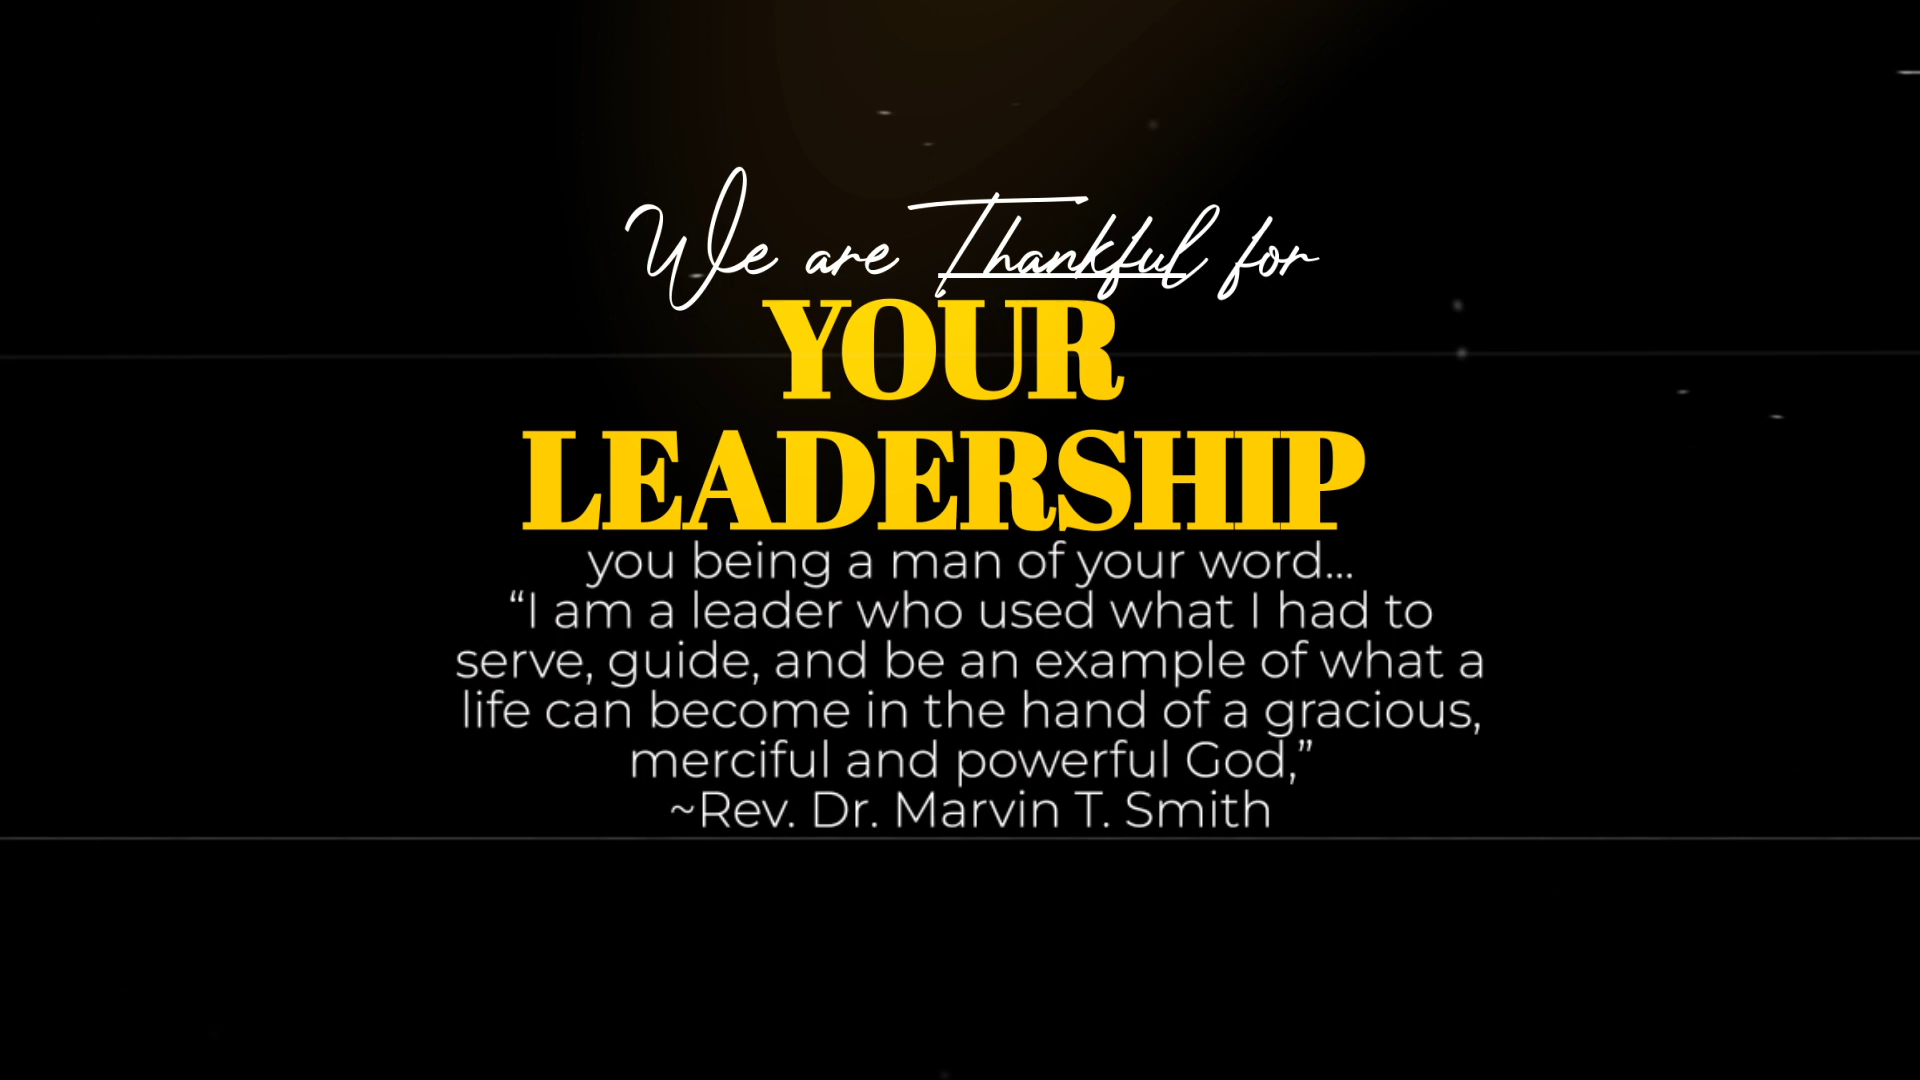 We are Thankful for
YOUR
LEADERSHIP
you being a man of your word...
“I am a leader who used what I had to
serve, guide, and be an example of what a
life can become in the hand of a gracious,
merciful and powerful God,”
~Rev. Dr. Marvin T. Smith